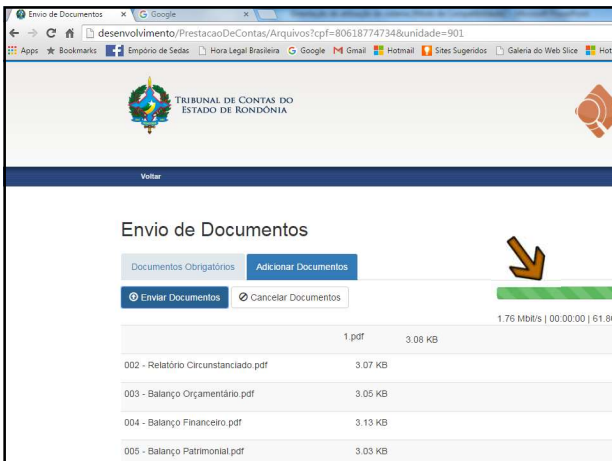 Envio de Documentos
Google
desenvolvimento/PrestacaoDeContas/Arquivos?cpf=80618774734&unidade=901
Apps Bookmarks Empório de Sedas Hora Legal Brasileira Google Gmail Hotmail Sites Sugeridos Galeria do Web Slice Hot
TRIBUNAL DE CONTAS DO
ESTADO DE RONDÔNIA
Voltar
Envio de Documentos
Documentos Obrigatórios Adicionar Documentos
Enviar Documentos Cancelar Documentos
1.76 Mbit/s | 00:00:00 | 61.80
1.pdf 3.08 KB
002 - Relatório Circunstanciado.pdf 3.07 KB
003 - Balanço Orçamentário.pdf 3.05 KB
004 - Balanço Financeiro.pdf 3.13 KB
005 - Balanço Patrimonial.pdf 3.03 KB